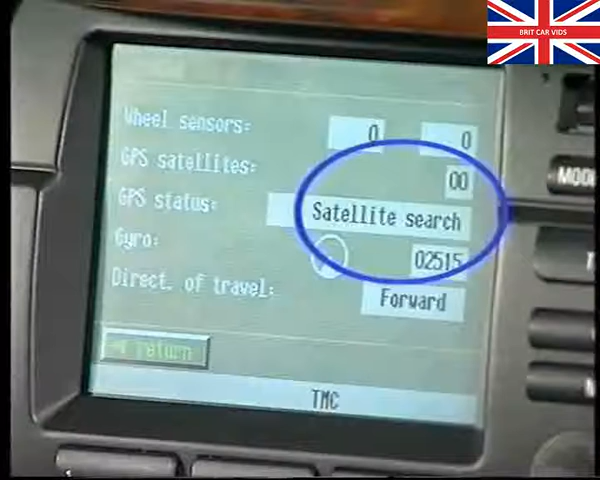 BRIT CAR VIDS
Wheel sensors: 0 0
GPS satellites: 00
GPS status: Satellite search
Gyro: 02515
Direct. of travel: Forward
return
TMC